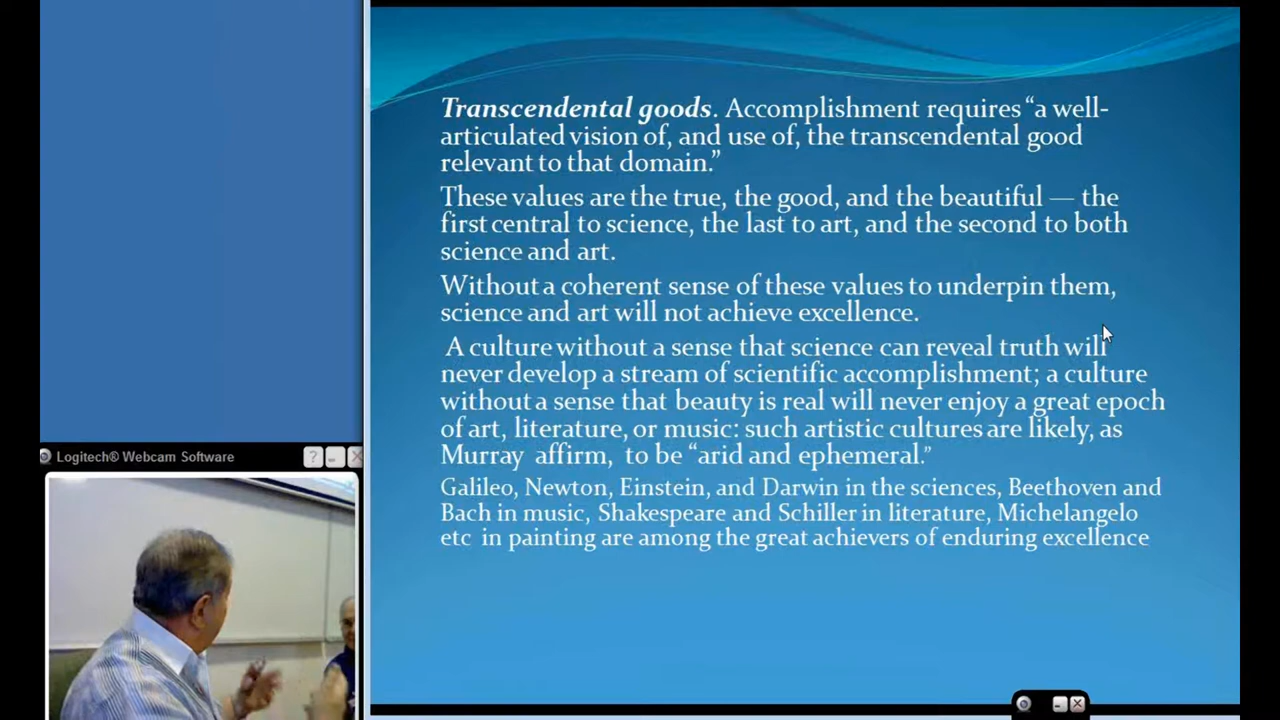 Transcendental goods. Accomplishment requires “a well-
articulated vision of, and use of, the transcendental good
relevant to that domain.”
These values are the true, the good, and the beautiful — the
first central to science, the last to art, and the second to both
science and art.
Without a coherent sense of these values to underpin them,
science and art will not achieve excellence.
A culture without a sense that science can reveal truth will
never develop a stream of scientific accomplishment; a culture
without a sense that beauty is real will never enjoy a great epoch
of art, literature, or music: such artistic cultures are likely, as
Murray affirm, to be “arid and ephemeral.”
Galileo, Newton, Einstein, and Darwin in the sciences, Beethoven and
Bach in music, Shakespeare and Schiller in literature, Michelangelo
etc in painting are among the great achievers of enduring excellence
Logitech® Webcam Software